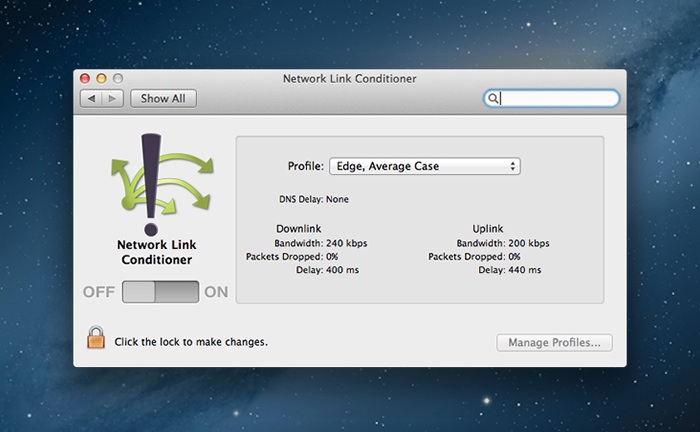 Network Link Conditioner
Show All
Profile: Edge, Average Case
DNS Delay: None
Downlink
Bandwidth: 240 kbps
Packets Dropped: 0%
Delay: 400 ms
Uplink
Bandwidth: 200 kbps
Packets Dropped: 0%
Delay: 440 ms
Network Link
Conditioner
OFF ON
Click the lock to make changes.
Manage Profiles...